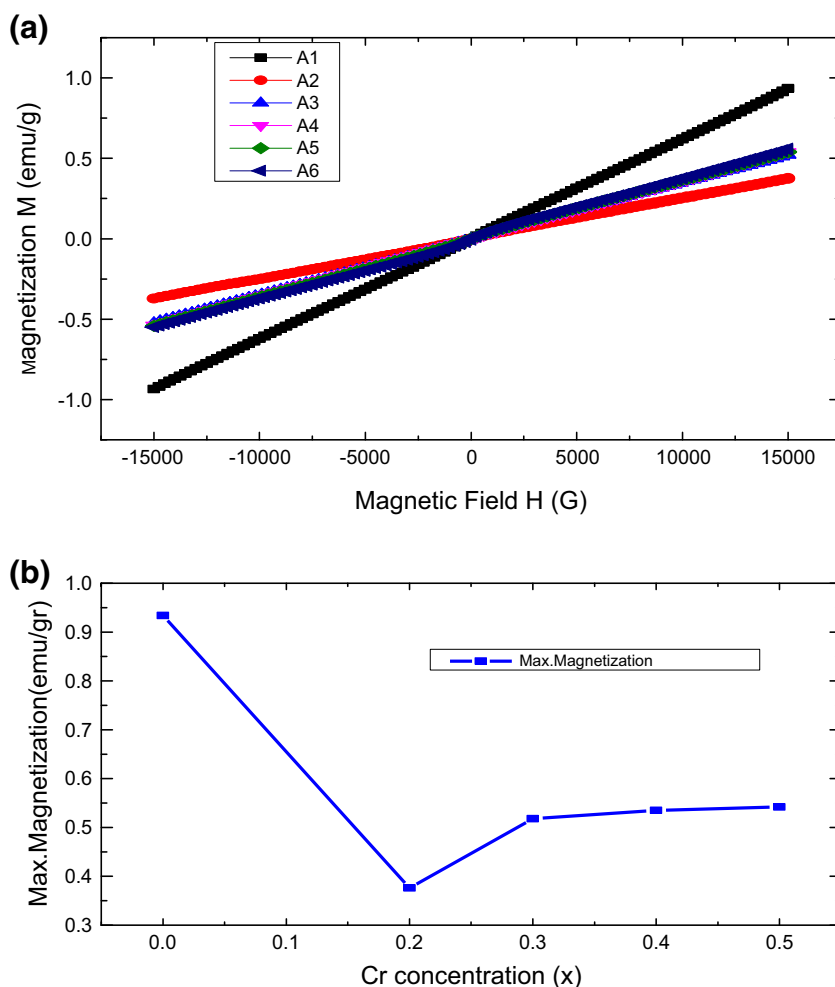 (a)
A1
A2
A3
A4
A5
A6
1.0
0.5
0.0
-0.5
-1.0
Magnetization M (emu/g)
-15000 -10000 -5000 0 5000 10000 15000
Magnetic Field H (G)
(b)
1.0
0.9
0.8
0.7
0.6
0.5
0.4
0.3
Max.Magnetization(emu/gr)
Max.Magnetization
0.0 0.1 0.2 0.3 0.4 0.5
Cr concentration (x)